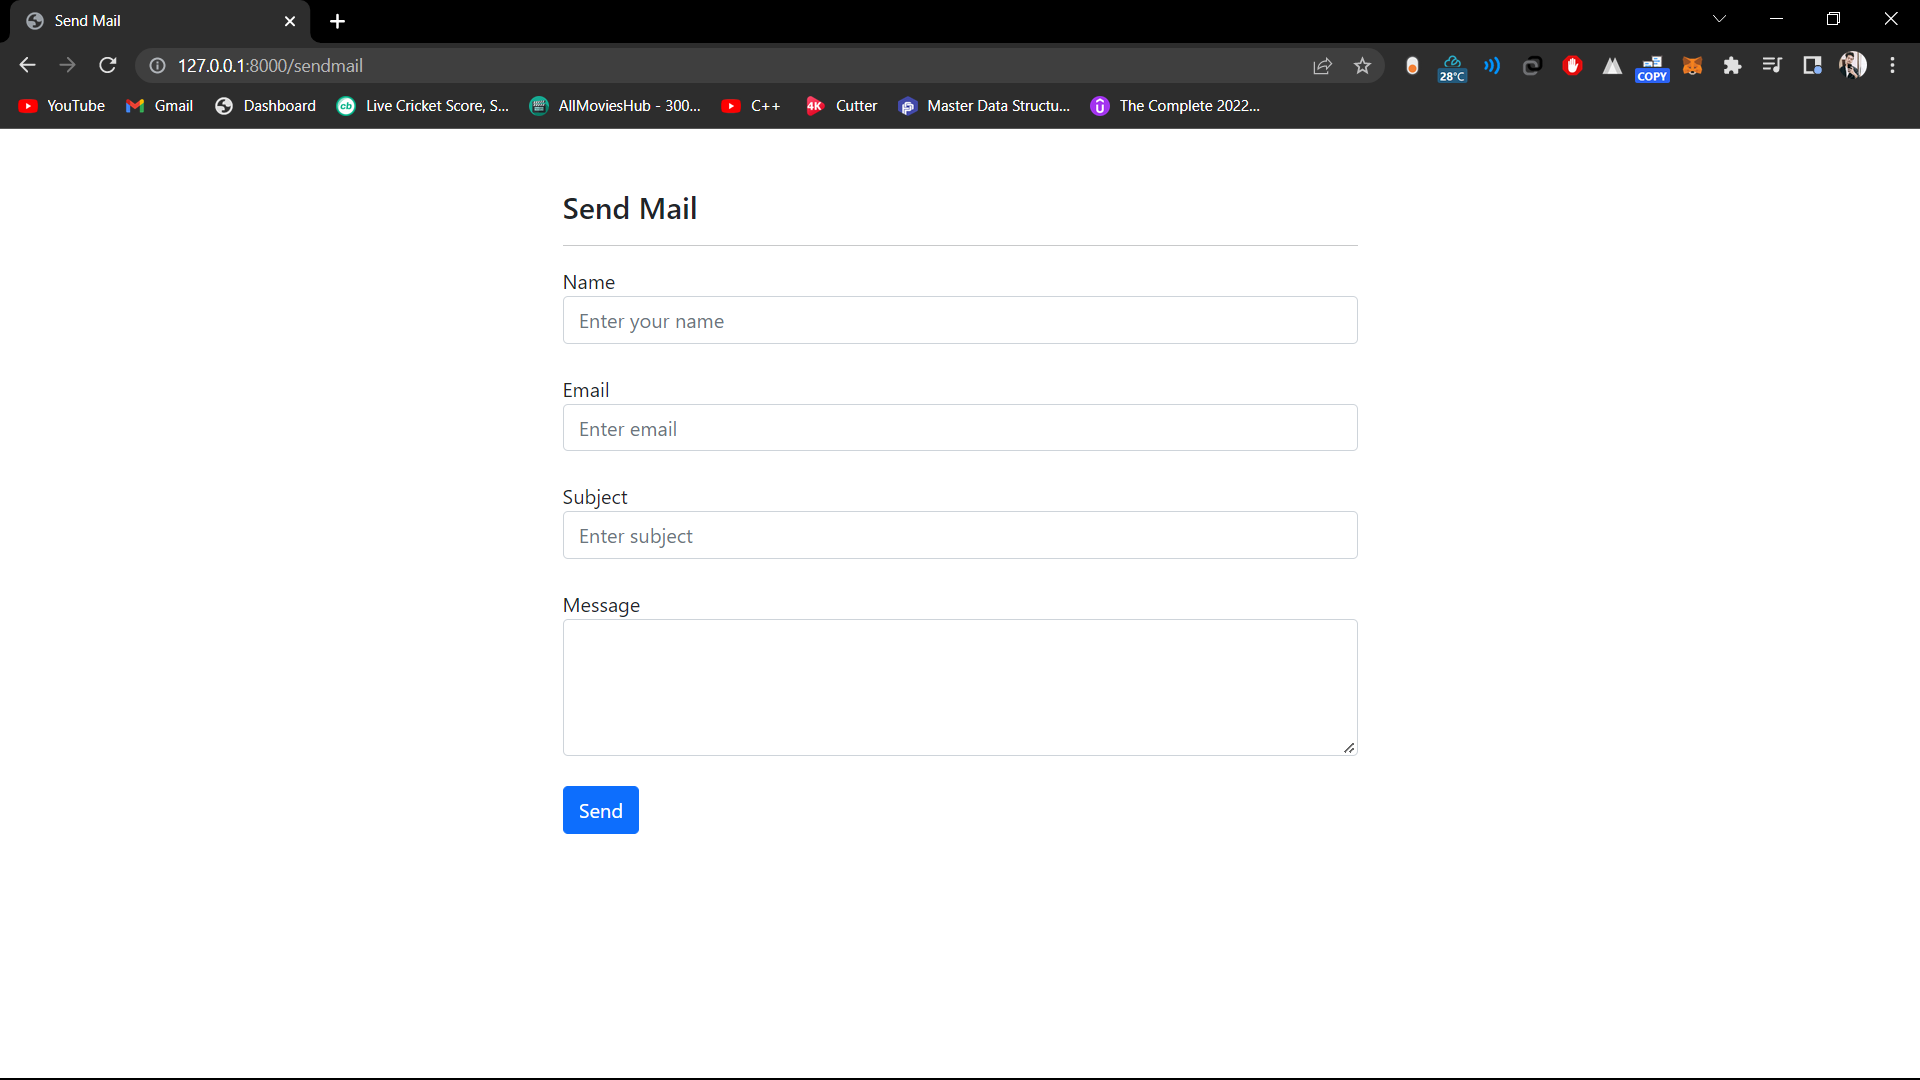 Send Mail
127.0.0.1:8000/sendmail
28°C
COPY
YouTube
Gmail
Dashboard
cb
Live Cricket Score, S...
AllMoviesHub - 300...
C++
4K
Cutter
Master Data Structu...
The Complete 2022...
Send Mail
Name
Enter your name
Email
Enter email
Subject
Enter subject
Message
Send